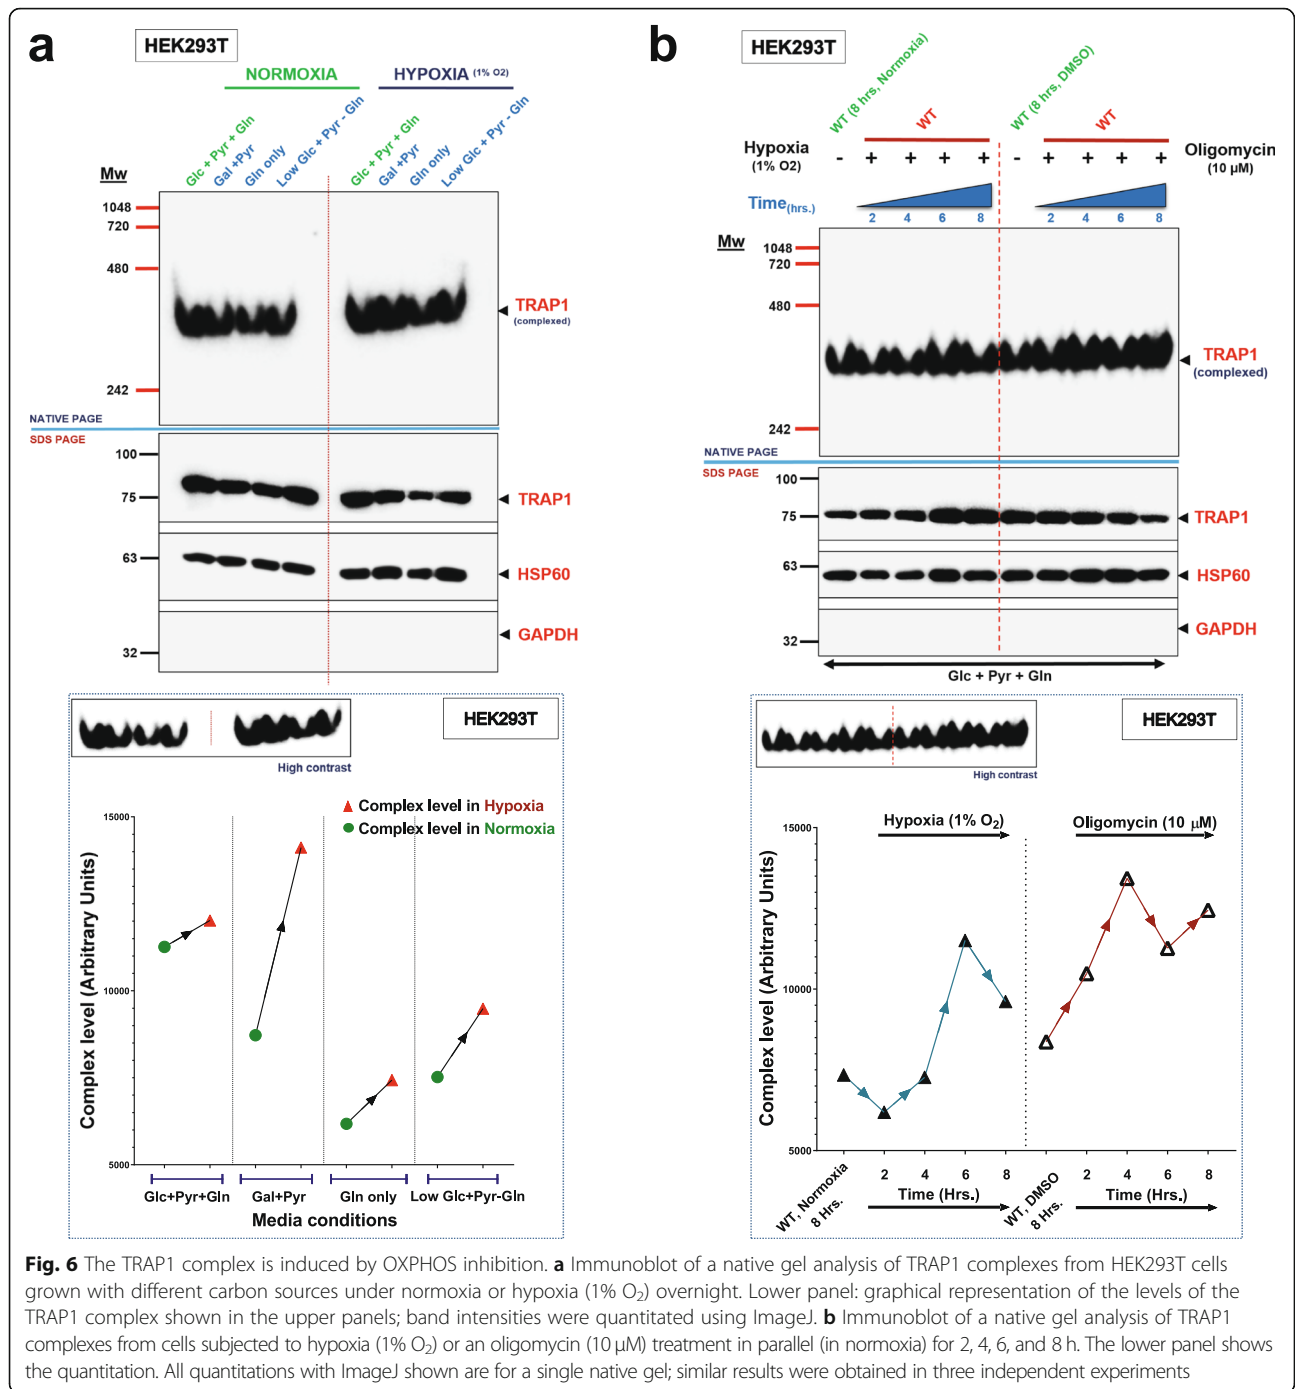 a
HEK293T
NORMOXIA
HYPOXIA (1% O2)
Glc + Pyr + Gln
Gal +Pyr
Gln only
Low Glc + Pyr - Gln
Glc + Pyr + Gln
Gal +Pyr
Gln only
Low Glc + Pyr - Gln
Mw
1048
720
480
242
TRAP1
(complexed)
NATIVE PAGE
SDS PAGE
100
75
TRAP1
63
HSP60
GAPDH
32
HEK293T
High contrast
Complex level in Hypoxia
Complex level in Normoxia
15000
10000
5000
Complex level (Arbitrary Units)
Glc+Pyr+Gln
Gal+Pyr
Gln only
Low Glc+Pyr-Gln
Media conditions
b
HEK293T
WT (8 hrs, Normoxia)
WT
WT (8 hrs, DMSO)
WT
Hypoxia
(1% O2)
- + + + + - + + + +
Oligomycin
(10 µM)
Time(hrs.)
2 4 6 8 2 4 6 8
Mw
1048
720
480
242
TRAP1
(complexed)
NATIVE PAGE
SDS PAGE
100
75
TRAP1
63
HSP60
GAPDH
32
Glc + Pyr + Gln
HEK293T
High contrast
Hypoxia (1% O2)
Oligomycin (10 µM)
15000
10000
5000
Complex level (Arbitrary Units)
WT, Normoxia
8 Hrs.
2 4 6 8
Time (Hrs.)
WT, DMSO
8 Hrs.
2 4 6 8
Time (Hrs.)
Fig. 6 The TRAP1 complex is induced by OXPHOS inhibition. a Immunoblot of a native gel analysis of TRAP1 complexes from HEK293T cells
grown with different carbon sources under normoxia or hypoxia (1% O2) overnight. Lower panel: graphical representation of the levels of the
TRAP1 complex shown in the upper panels; band intensities were quantitated using ImageJ. b Immunoblot of a native gel analysis of TRAP1
complexes from cells subjected to hypoxia (1% O2) or an oligomycin (10 µM) treatment in parallel (in normoxia) for 2, 4, 6, and 8 h. The lower panel shows
the quantitation. All quantitations with ImageJ shown are for a single native gel; similar results were obtained in three independent experiments